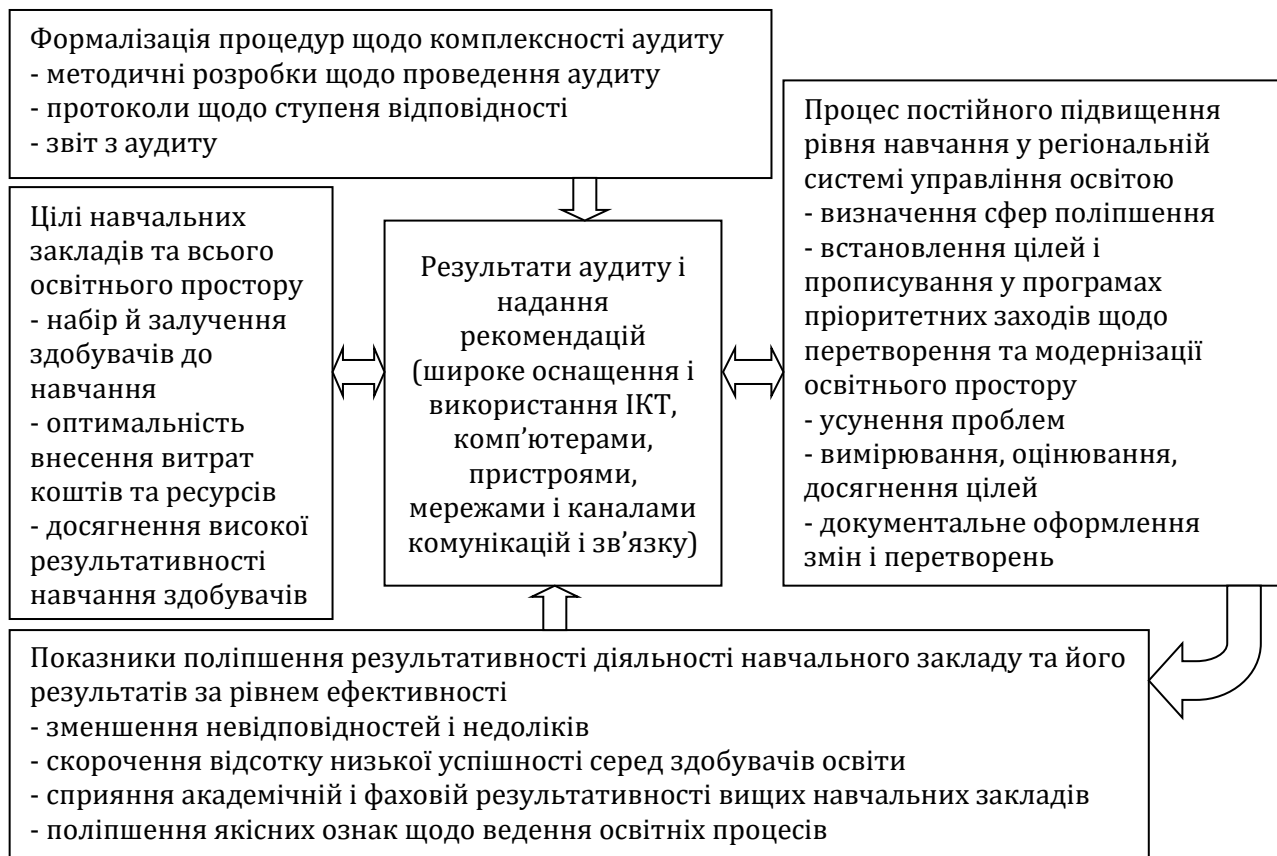 Формалізація процедур щодо комплексності аудиту
- методичні розробки щодо проведення аудиту
- протоколи щодо ступеня відповідності
- звіт з аудиту
Цілі навчальних
закладів та всього
освітнього простору
- набір й залучення
здобувачів до
навчання
- оптимальність
внесення витрат
коштів та ресурсів
- досягнення високої
результативності
навчання здобувачів
Результати аудиту і
надання
рекомендацій
(широке оснащення і
використання ІКТ,
комп’ютерами,
пристроями,
мережами і каналами
комунікацій і зв’язку)
Процес постійного підвищення
рівня навчання у регіональній
системі управління освітою
- визначення сфер поліпшення
- встановлення цілей і
прописування у програмах
пріоритетних заходів щодо
перетворення та модернізації
освітнього простору
- усунення проблем
- вимірювання, оцінювання,
досягнення цілей
- документальне оформлення
змін і перетворень
Показники поліпшення результативності діяльності навчального закладу та його
результатів за рівнем ефективності
- зменшення невідповідностей і недоліків
- скорочення відсотку низької успішності серед здобувачів освіти
- сприяння академічній і фаховій результативності вищих навчальних закладів
- поліпшення якісних ознак щодо ведення освітніх процесів